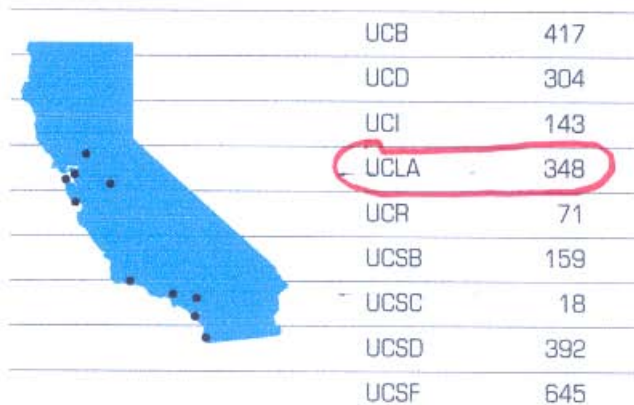 UCB 417
UCD 304
UCI 143
UCLA 348
UCR 71
UCSB 159
UCSC 18
UCSD 392
UCSF 645